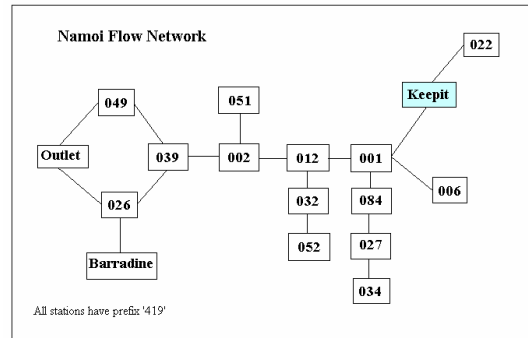 Namoi Flow Network
022
Keepit
049
051
Outlet
039
002
012
001
006
026
032
084
052
027
Barradine
034
All stations have prefix '419'